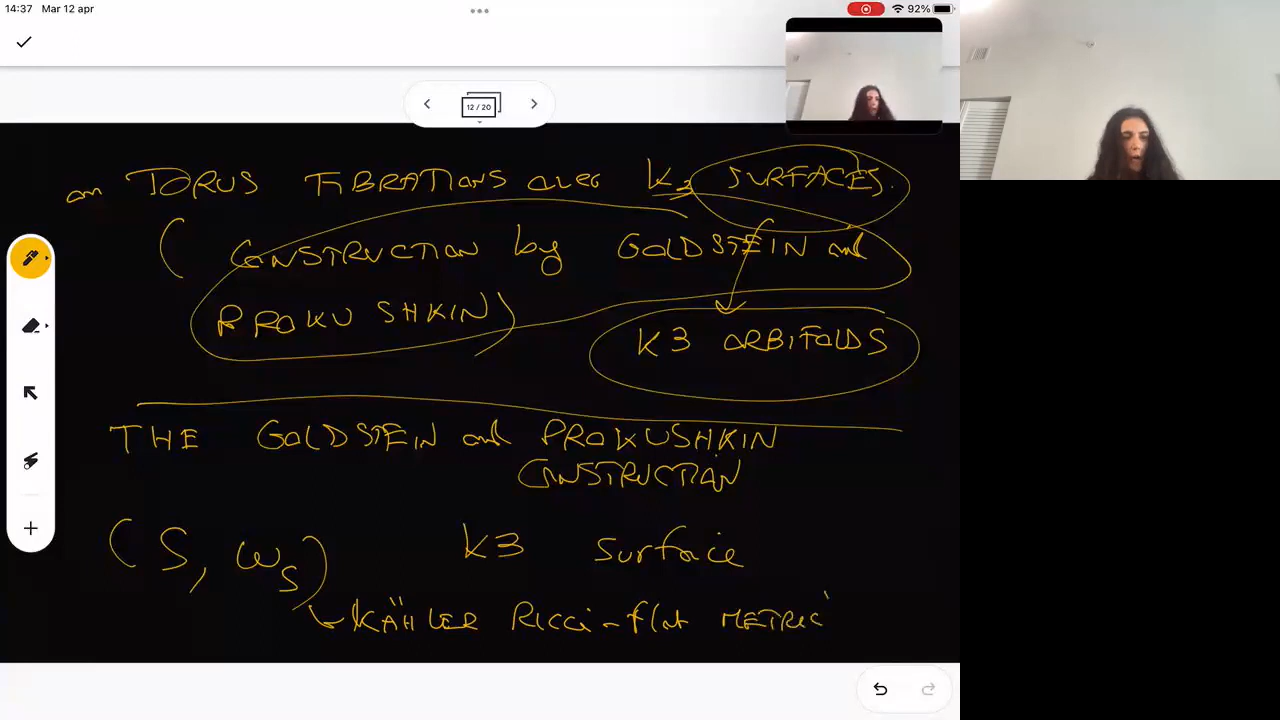 14:37 Mar 12 apr
92%
12 / 20
on TORUS FIBRATIONS over K3 SURFACES.
( CONSTRUCTION by GOLDSTEIN and
PROKUSHKIN)
K3 ORBIFOLDS
THE GOLDSTEIN and PROKUSHKIN
CONSTRUCTION
(S, ωS) K3 surface
KÄHLER Ricci-flat METRIC